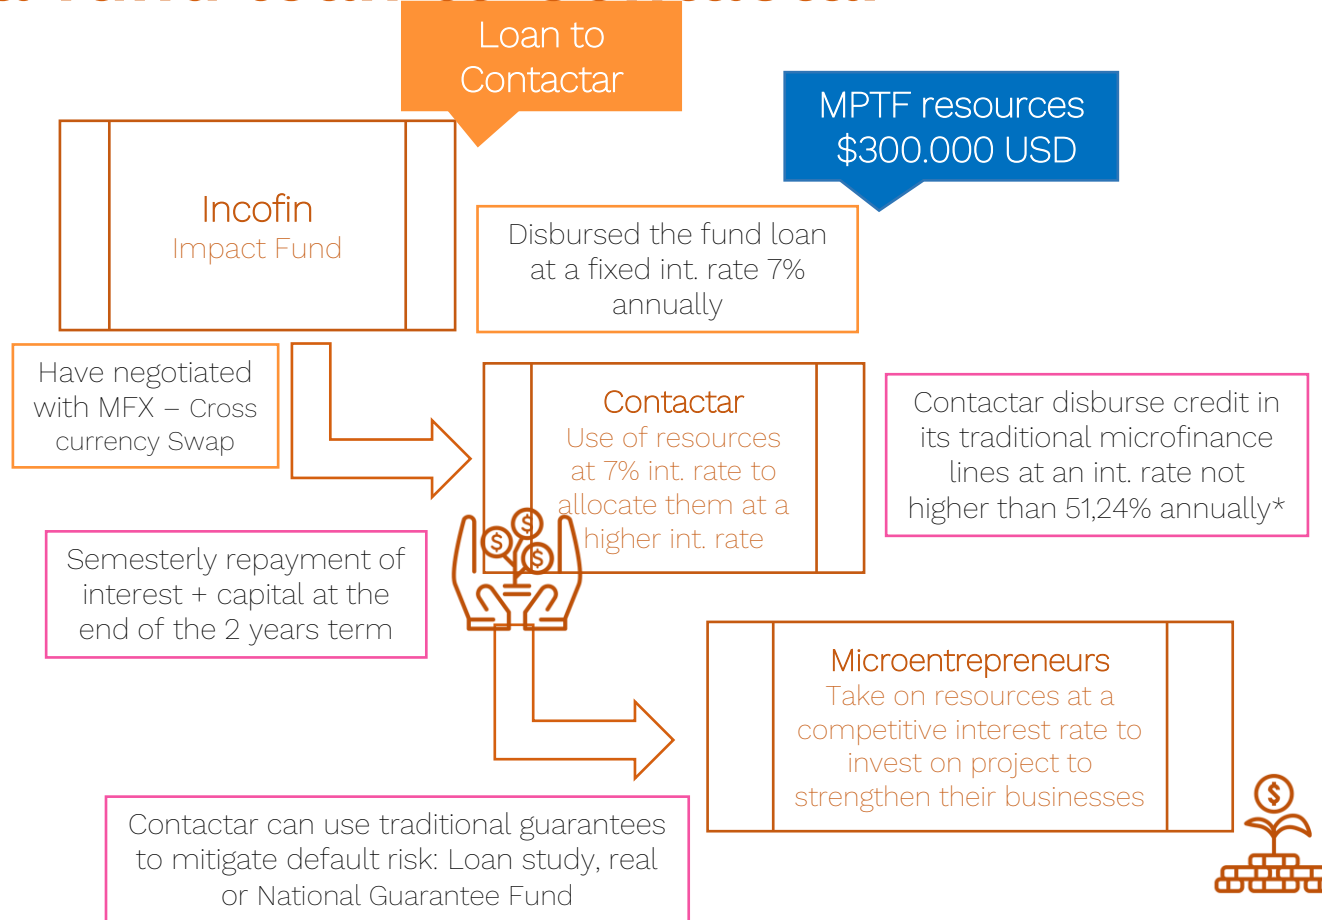 Loan to
Contactar
MPTF resources
$300.000 USD
Incofin
Impact Fund
Disbursed the fund loan
at a fixed int. rate 7%
annually
Have negotiated
with MFX – Cross
currency Swap
Contactar
Use of resources
at 7% int. rate to
allocate them at a
higher int. rate
Contactar disburse credit in
its traditional microfinance
lines at an int. rate not
higher than 51,24% annually*
Semesterly repayment of
interest + capital at the
end of the 2 years term
Microentrepreneurs
Take on resources at a
competitive interest rate to
invest on project to
strengthen their businesses
Contactar can use traditional guarantees
to mitigate default risk: Loan study, real
or National Guarantee Fund